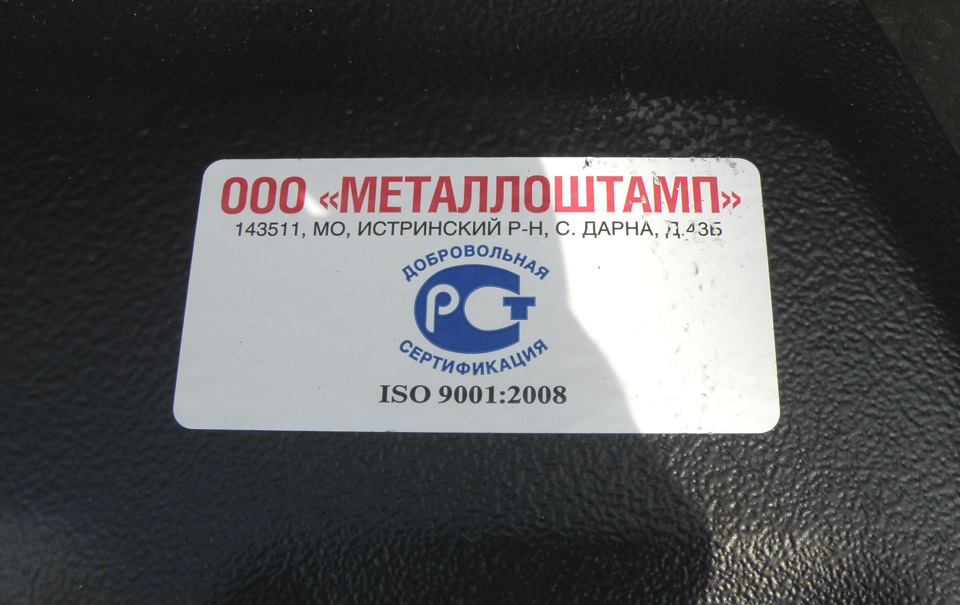 ООО «МЕТАЛЛОШТАМП»
143511, МО, ИСТРИНСКИЙ Р-Н, С. ДАРНА, Д.43Б
ДОБРОВОЛЬНАЯ
РСТ
СЕРТИФИКАЦИЯ
ISO 9001:2008